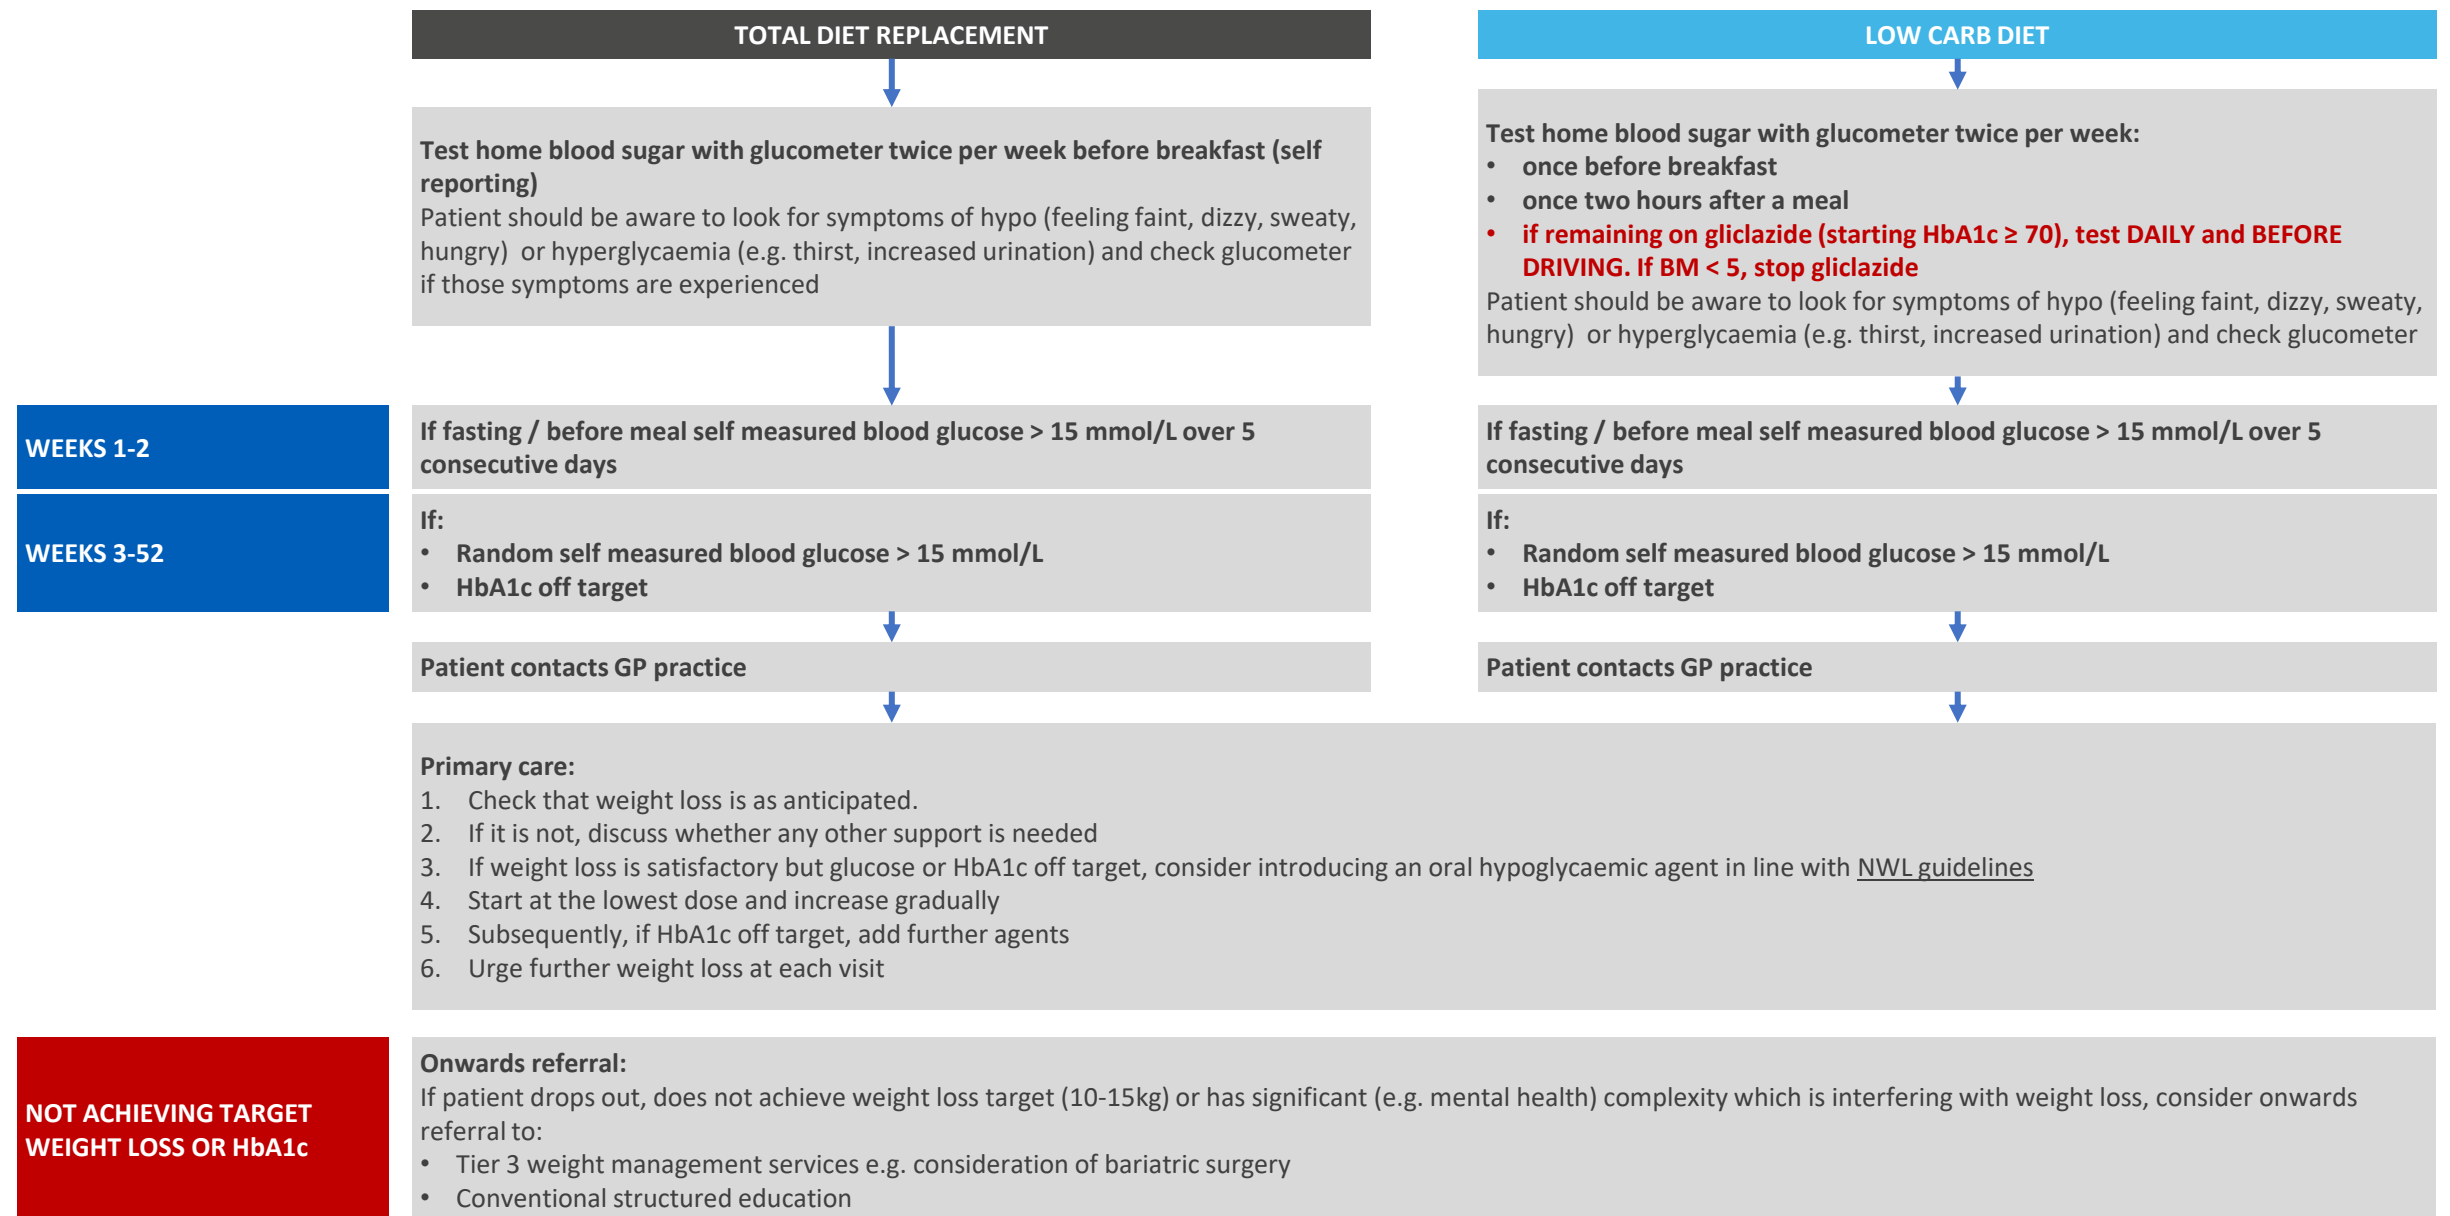 TOTAL DIET REPLACEMENT
Test home blood sugar with glucometer twice per week before breakfast (self
reporting)
Patient should be aware to look for symptoms of hypo (feeling faint, dizzy, sweaty,
hungry)  or hyperglycaemia (e.g. thirst, increased urination) and check glucometer
if those symptoms are experienced
LOW CARB DIET
Test home blood sugar with glucometer twice per week:
• once before breakfast
• once two hours after a meal
• if remaining on gliclazide (starting HbA1c ≥ 70), test DAILY and BEFORE
DRIVING. If BM < 5, stop gliclazide
Patient should be aware to look for symptoms of hypo (feeling faint, dizzy, sweaty,
hungry)  or hyperglycaemia (e.g. thirst, increased urination) and check glucometer
WEEKS 1-2
If fasting / before meal self measured blood glucose > 15 mmol/L over 5
consecutive days
If fasting / before meal self measured blood glucose > 15 mmol/L over 5
consecutive days
WEEKS 3-52
If:
• Random self measured blood glucose > 15 mmol/L
• HbA1c off target
If:
• Random self measured blood glucose > 15 mmol/L
• HbA1c off target
Patient contacts GP practice
Patient contacts GP practice
Primary care:
1. Check that weight loss is as anticipated.
2. If it is not, discuss whether any other support is needed
3. If weight loss is satisfactory but glucose or HbA1c off target, consider introducing an oral hypoglycaemic agent in line with NWL guidelines
4. Start at the lowest dose and increase gradually
5. Subsequently, if HbA1c off target, add further agents
6. Urge further weight loss at each visit
NOT ACHIEVING TARGET
WEIGHT LOSS OR HbA1c
Onwards referral:
If patient drops out, does not achieve weight loss target (10-15kg) or has significant (e.g. mental health) complexity which is interfering with weight loss, consider onwards
referral to:
• Tier 3 weight management services e.g. consideration of bariatric surgery
• Conventional structured education